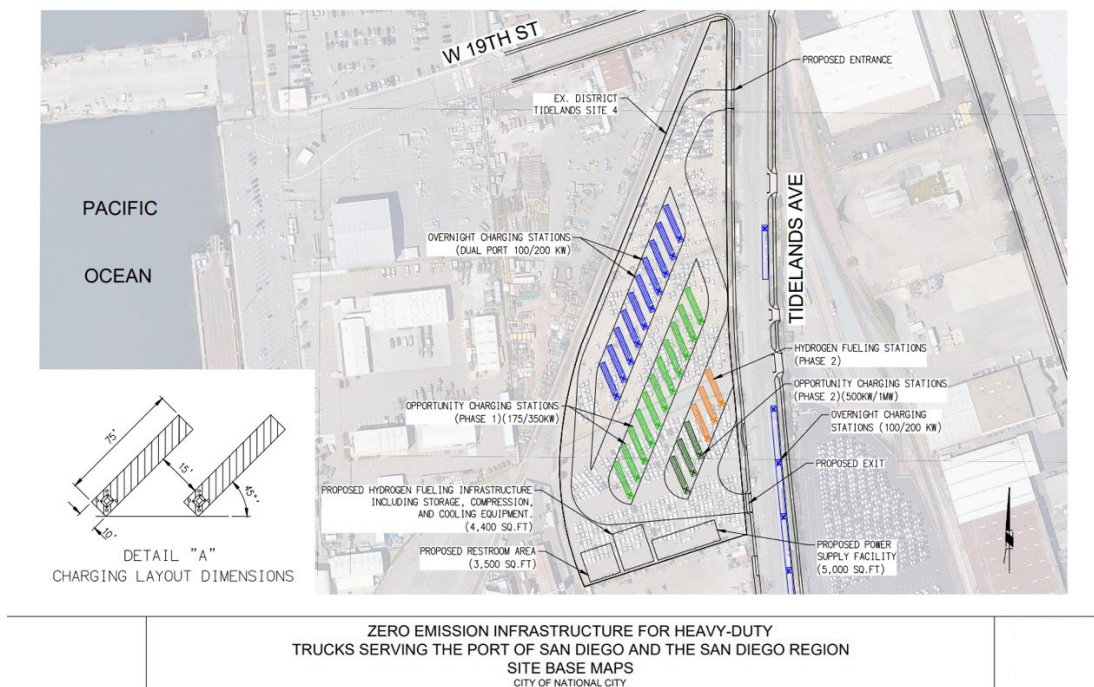 W 19TH ST
PROPOSED ENTRANCE
EX. DISTRICT
TIDELANDS SITE 4
PACIFIC
OCEAN
TIDELANDS AVE
OVERNIGHT CHARGING STATIONS
(DUAL PORT 100/200 KW)
HYDROGEN FUELING STATIONS
(PHASE 2)
OPPORTUNITY CHARGING STATIONS
(PHASE 2)(500KW/1MW)
OPPORTUNITY CHARGING STATIONS
(PHASE 1)(175/350KW)
OVERNIGHT CHARGING
STATIONS (100/200 KW)
PROPOSED EXIT
PROPOSED HYDROGEN FUELING INFRASTRUCTURE
INCLUDING STORAGE, COMPRESSION,
AND COOLING EQUIPMENT.
(4,400 SQ.FT)
PROPOSED RESTROOM AREA
(3,500 SQ.FT)
PROPOSED POWER
SUPPLY FACILITY
(5,000 SQ.FT)
75'
15'
45°
10'
DETAIL "A"
CHARGING LAYOUT DIMENSIONS
ZERO EMISSION INFRASTRUCTURE FOR HEAVY-DUTY
TRUCKS SERVING THE PORT OF SAN DIEGO AND THE SAN DIEGO REGION
SITE BASE MAPS
CITY OF NATIONAL CITY